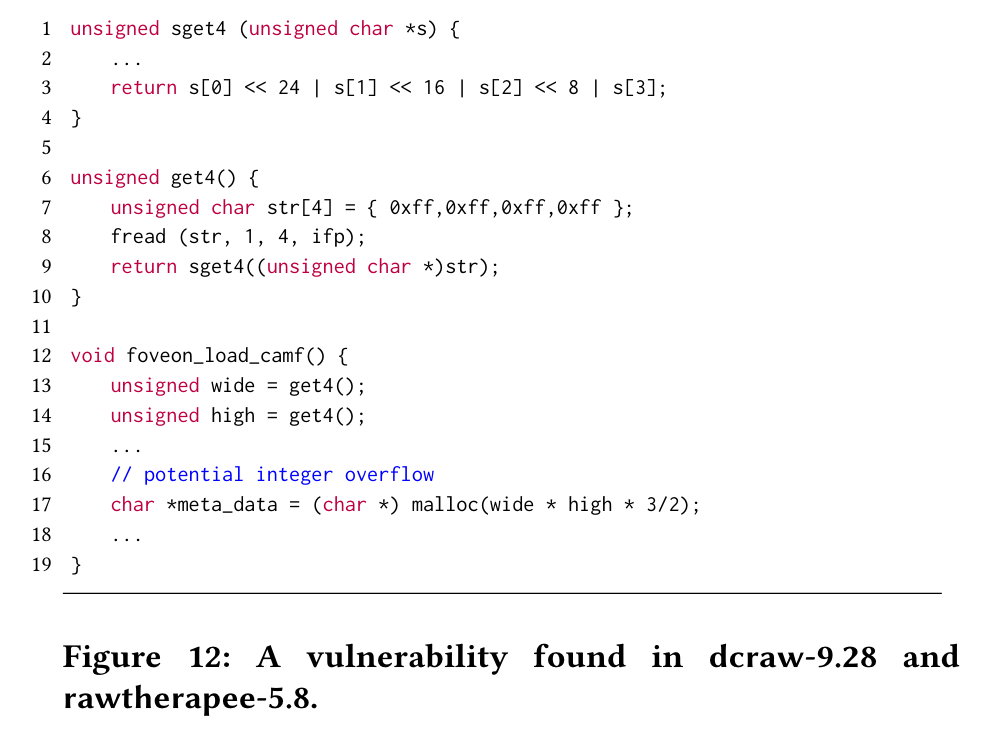 1 unsigned sget4 (unsigned char *s) {
2 ...
3 return s[0] << 24 | s[1] << 16 | s[2] << 8 | s[3];
4 }
5
6 unsigned get4() {
7 unsigned char str[4] = { 0xff,0xff,0xff,0xff };
8 fread (str, 1, 4, ifp);
9 return sget4((unsigned char *)str);
10 }
11
12 void foveon_load_camf() {
13 unsigned wide = get4();
14 unsigned high = get4();
15 ...
16 // potential integer overflow
17 char *meta_data = (char *) malloc(wide * high * 3/2);
18 ...
19 }
Figure 12: A vulnerability found in dcraw-9.28 and
rawtherapee-5.8.